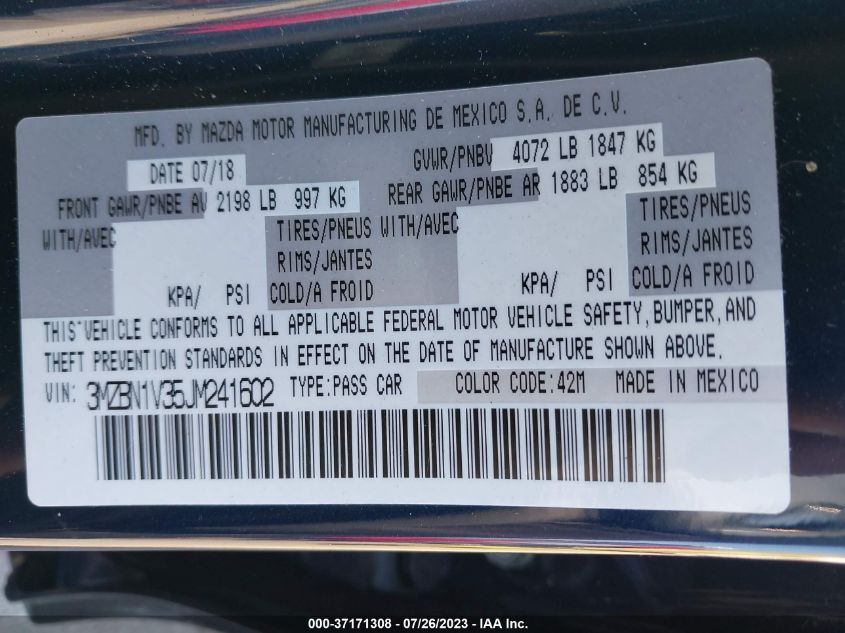 MFD. BY MAZDA MOTOR MANUFACTURING DE MEXICO S.A. DE C.V.
DATE 07/18 GVWR/PNBV 4072 LB 1847 KG
FRONT GAWR/PNBE AV 2198 LB 997 KG REAR GAWR/PNBE AR 1883 LB 854 KG
WITH/AVEC TIRES/PNEUS WITH/AVEC TIRES/PNEUS
RIMS/JANTES RIMS/JANTES
KPA/ PSI COLD/A FROID KPA/ PSI COLD/A FROID
THIS VEHICLE CONFORMS TO ALL APPLICABLE FEDERAL MOTOR VEHICLE SAFETY, BUMPER, AND
THEFT PREVENTION STANDARDS IN EFFECT ON THE DATE OF MANUFACTURE SHOWN ABOVE.
VIN: 3MZBN1V35JM241602 TYPE:PASS CAR COLOR CODE:42M MADE IN MEXICO
000-37171308 - 07/26/2023 - IAA Inc.